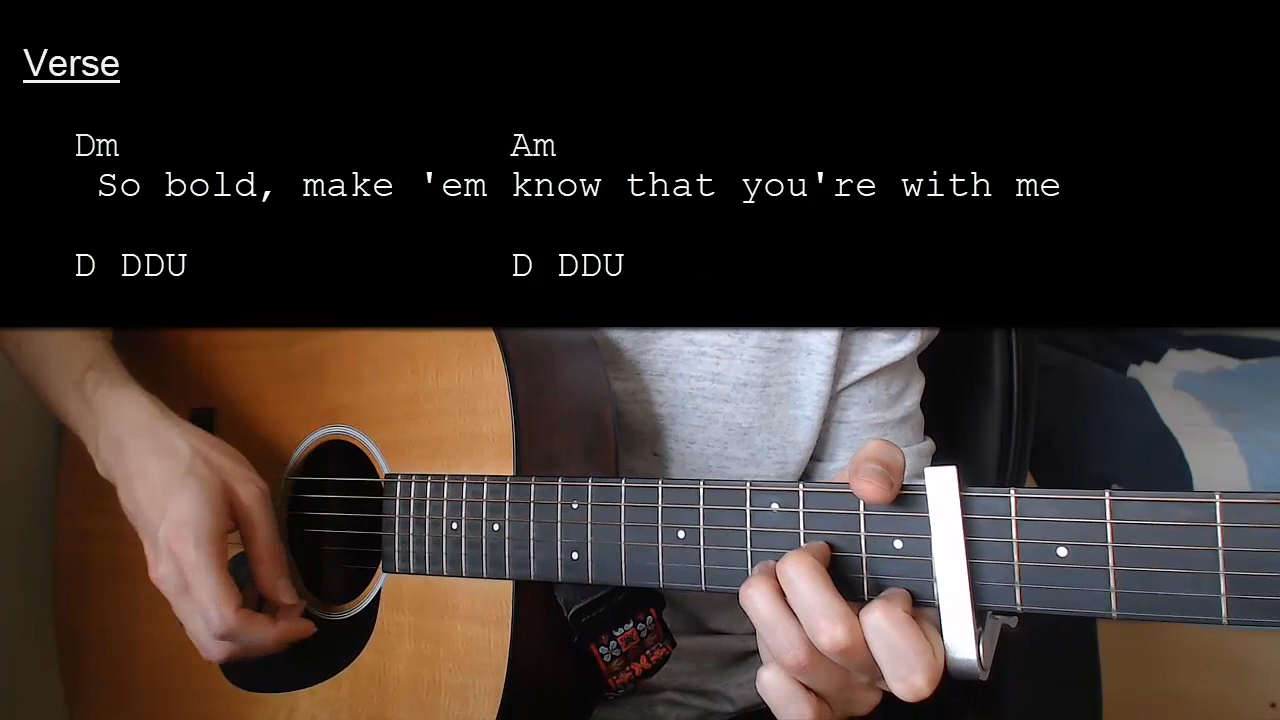 Verse
Dm Am
So bold, make 'em know that you're with me
D DDU D DDU